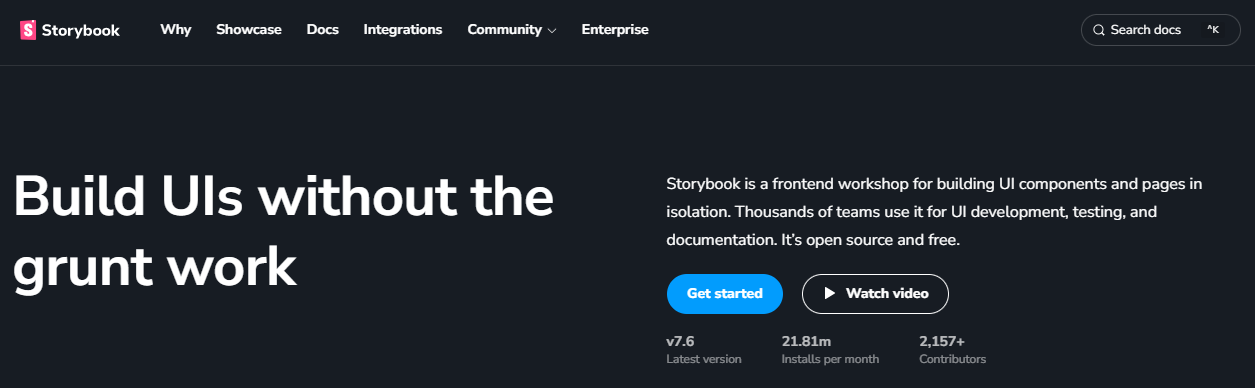 Storybook
Why Showcase Docs Integrations Community Enterprise
Search docs ^K
Build UIs without the
grunt work
Storybook is a frontend workshop for building UI components and pages in
isolation. Thousands of teams use it for UI development, testing, and
documentation. It’s open source and free.
Get started
Watch video
v7.6
Latest version
21.81m
Installs per month
2,157+
Contributors